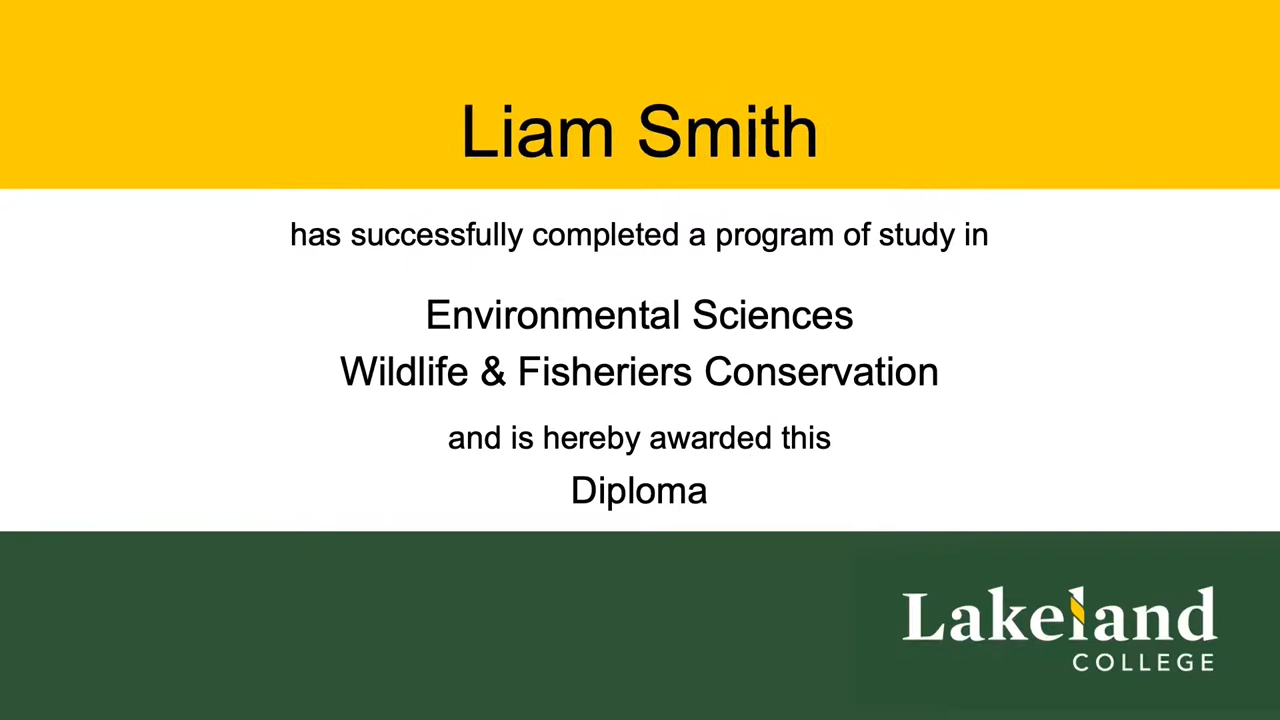 Liam Smith
has successfully completed a program of study in
Environmental Sciences
Wildlife & Fisheriers Conservation
and is hereby awarded this
Diploma
Lakeland
COLLEGE